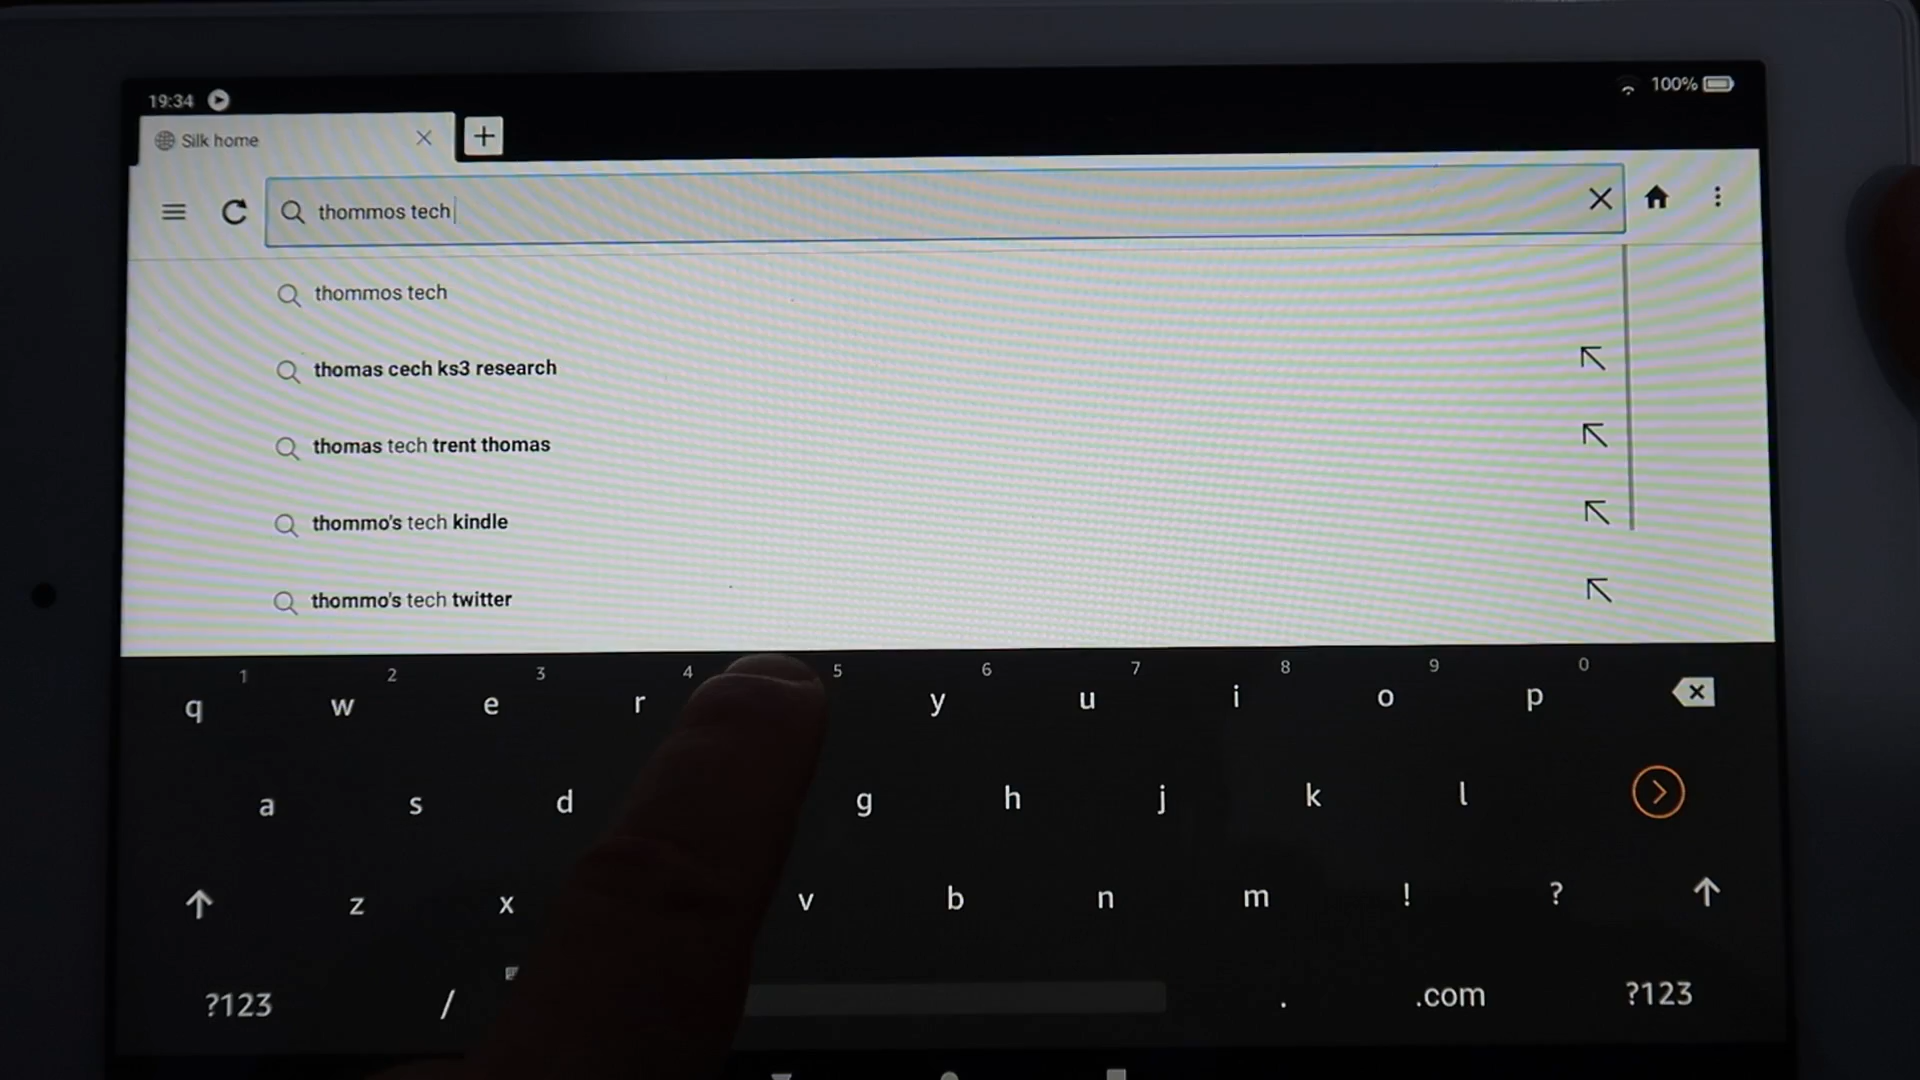 19:34
100%
Silk home
thommos tech
thommos tech
thomas cech ks3 research
thomas tech trent thomas
thommo's tech kindle
thommo's tech twitter
1 2 3 4 5 6 7 8 9 0
q w e r y u i o p
a s d g h j k l
z x v b n m ! ?
?123 / . .com ?123